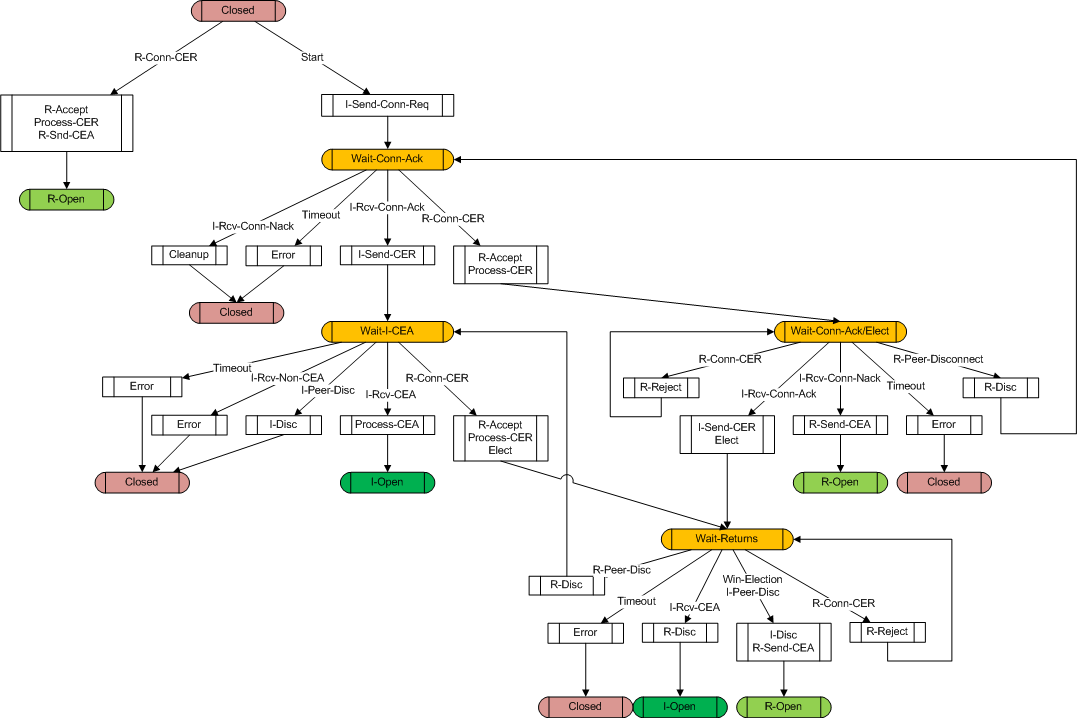 Closed
R-Conn-CER
Start
R-Accept
Process-CER
R-Snd-CEA
I-Send-Conn-Req
Wait-Conn-Ack
R-Open
I-Rcv-Conn-Nack
Timeout
I-Rcv-Conn-Ack
R-Conn-CER
Cleanup
Error
I-Send-CER
R-Accept
Process-CER
Closed
Wait-I-CEA
Wait-Conn-Ack/Elect
Timeout
I-Rcv-Non-CEA
I-Peer-Disc
I-Rcv-CEA
R-Conn-CER
R-Conn-CER
I-Rcv-Conn-Ack
I-Rcv-Conn-Nack
Timeout
R-Peer-Disconnect
Error
R-Reject
R-Disc
Error
I-Disc
Process-CEA
R-Accept
Process-CER
Elect
I-Send-CER
Elect
R-Send-CEA
Error
Closed
I-Open
R-Open
Closed
Wait-Returns
R-Peer-Disc
R-Disc
Timeout
I-Rcv-CEA
Win-Election
I-Peer-Disc
R-Conn-CER
Error
R-Disc
I-Disc
R-Send-CEA
R-Reject
Closed
I-Open
R-Open